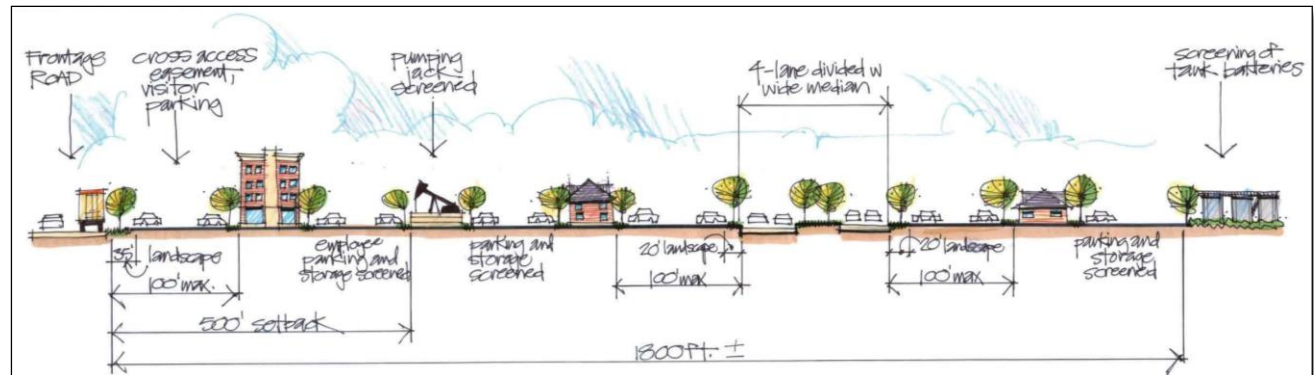 Frontage
ROAD
cross access
easement,
visitor
parking
pumping
jack
screened
4-lane divided w
wide median
screening of
tank batteries
35' landscape
100' max.
employee
parking and
storage screened
parking and
storage
screened
20' landscape
100' max
20' landscape
100' max
parking and
storage
screened
500' setback
1800 ft. ±